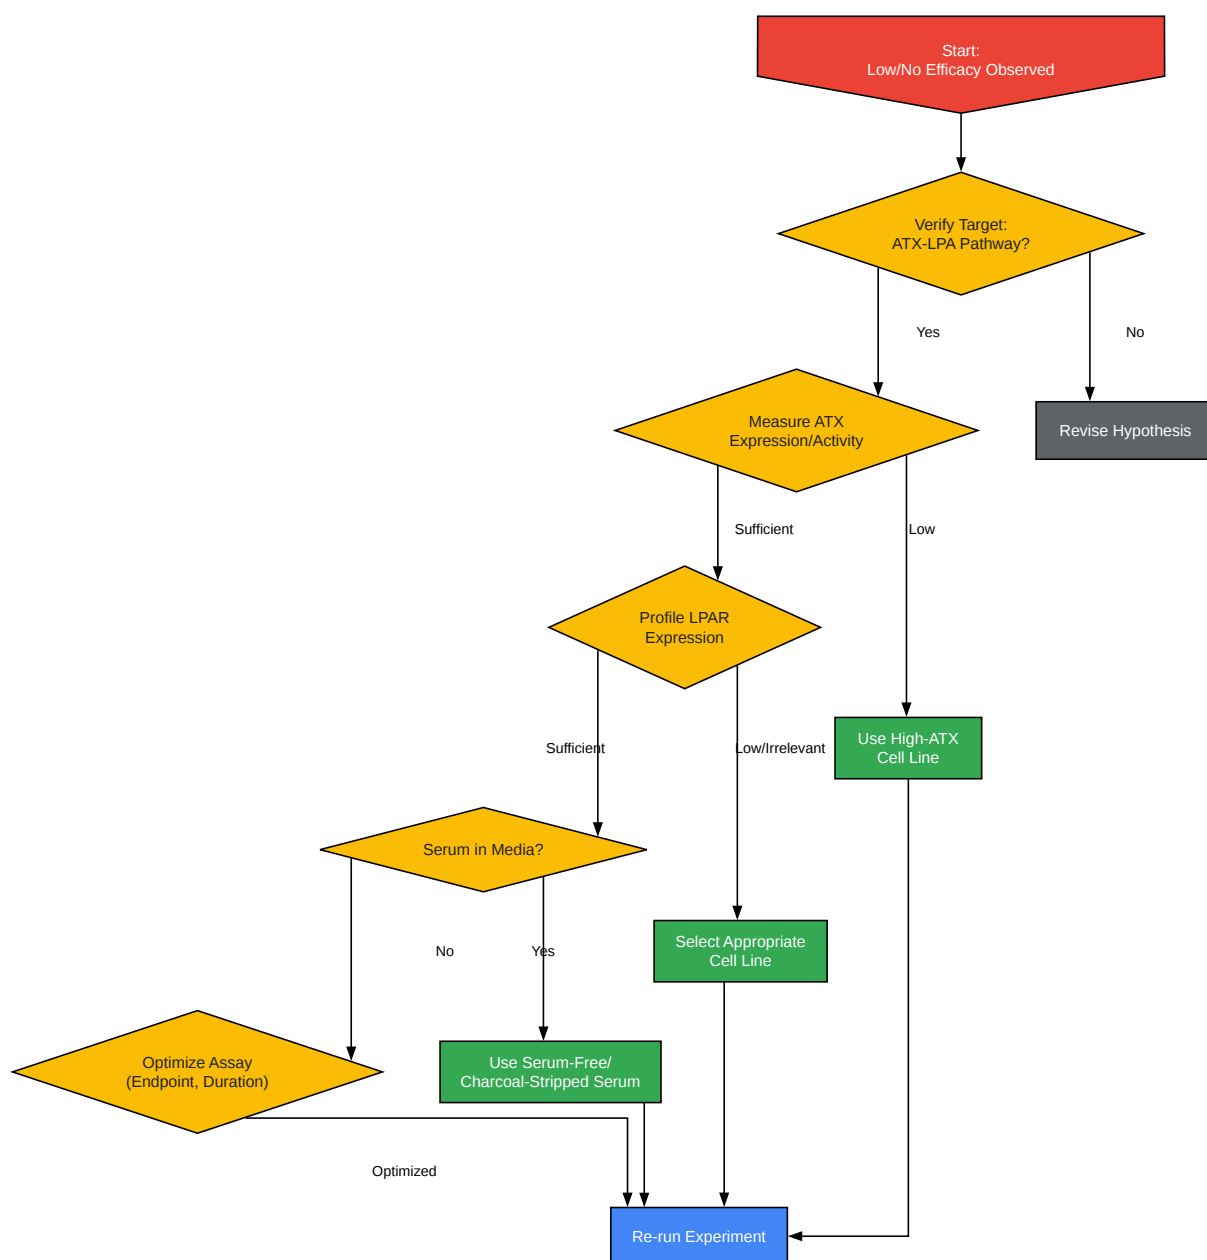 Start:
Low/No Efficacy Observed
Verify Target:
ATX-LPA Pathway?
Yes
No
Measure ATX
Expression/Activity
Revise Hypothesis
Sufficient
Low
Profile LPAR
Expression
Use High-ATX
Cell Line
Sufficient
Low/Irrelevant
Serum in Media?
Select Appropriate
Cell Line
No
Yes
Optimize Assay
(Endpoint, Duration)
Use Serum-Free/
Charcoal-Stripped Serum
Optimized
Re-run Experiment